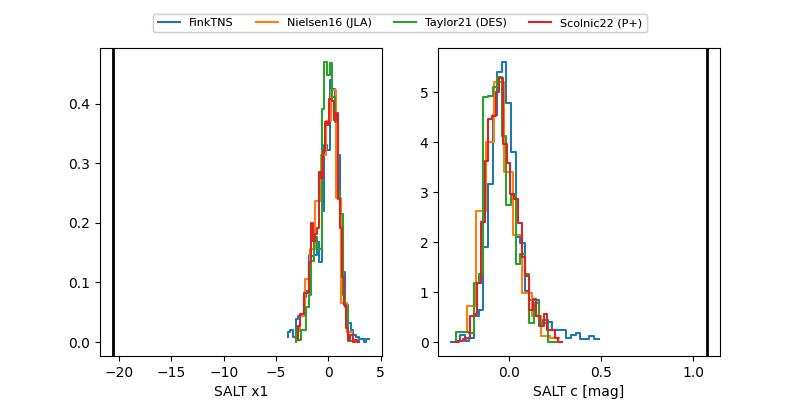 FinkTNS Nielsen16 (JLA) Taylor21 (DES) Scolnic22 (P+)
0.4
0.3
0.2
0.1
0.0
−20 −15 −10 −5 0 5
SALT x1
5
4
3
2
1
0
0.0 0.5 1.0
SALT c [mag]